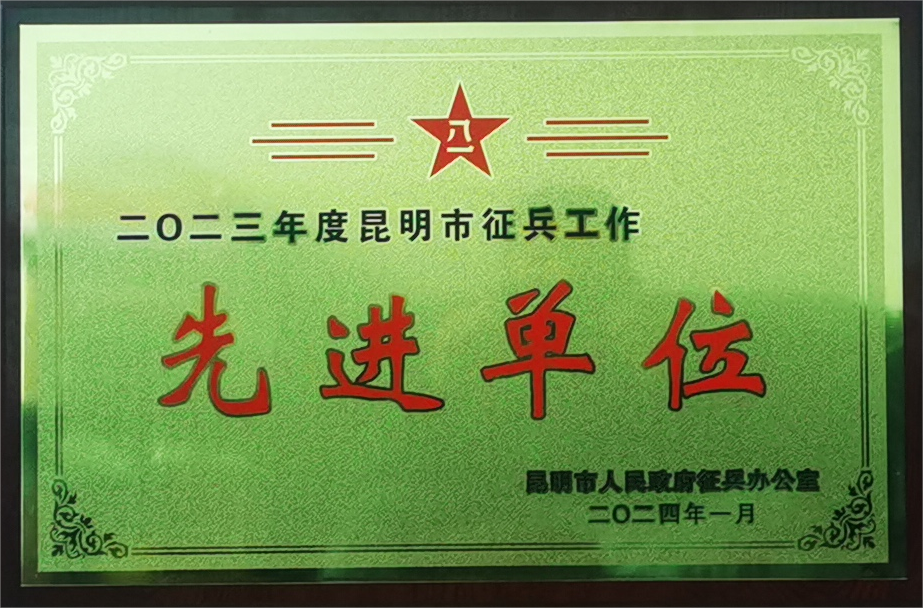 八一
二〇二三年度昆明市征兵工作
先进单位
昆明市人民政府征兵办公室
二〇二四年一月